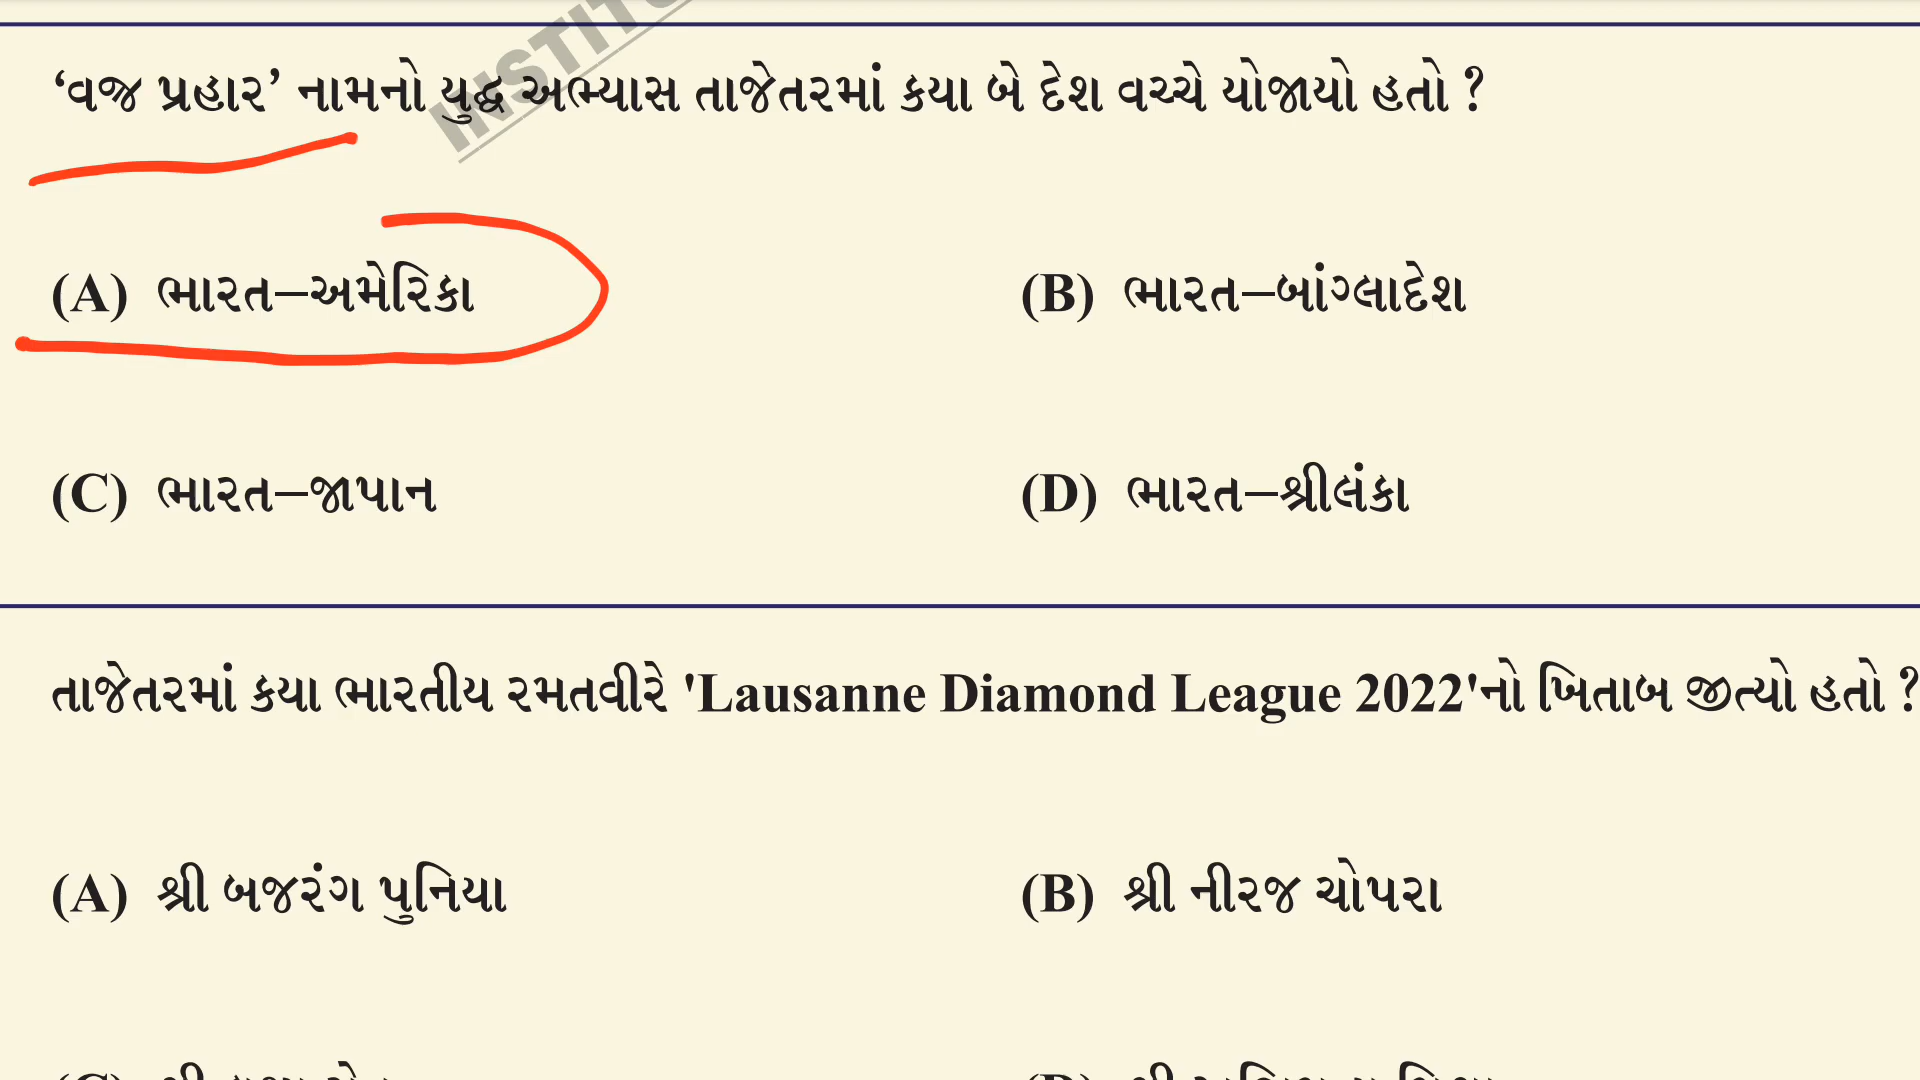 INSTITU
‘વજ્ર પ્રહાર’ નામનો યુદ્ધ અભ્યાસ તાજેતરમાં કયા બે દેશ વચ્ચે યોજાયો હતો ?
(A) ભારત–અમેરિકા
(B) ભારત–બાંગ્લાદેશ
(C) ભારત–જાપાન
(D) ભારત–શ્રીલંકા
તાજેતરમાં કયા ભારતીય રમતવીરે 'Lausanne Diamond League 2022'નો ખિતાબ જીત્યો હતો ?
(A) શ્રી બજરંગ પુનિયા
(B) શ્રી નીરજ ચોપરા
(C) શ્રી
(D) શ્રી